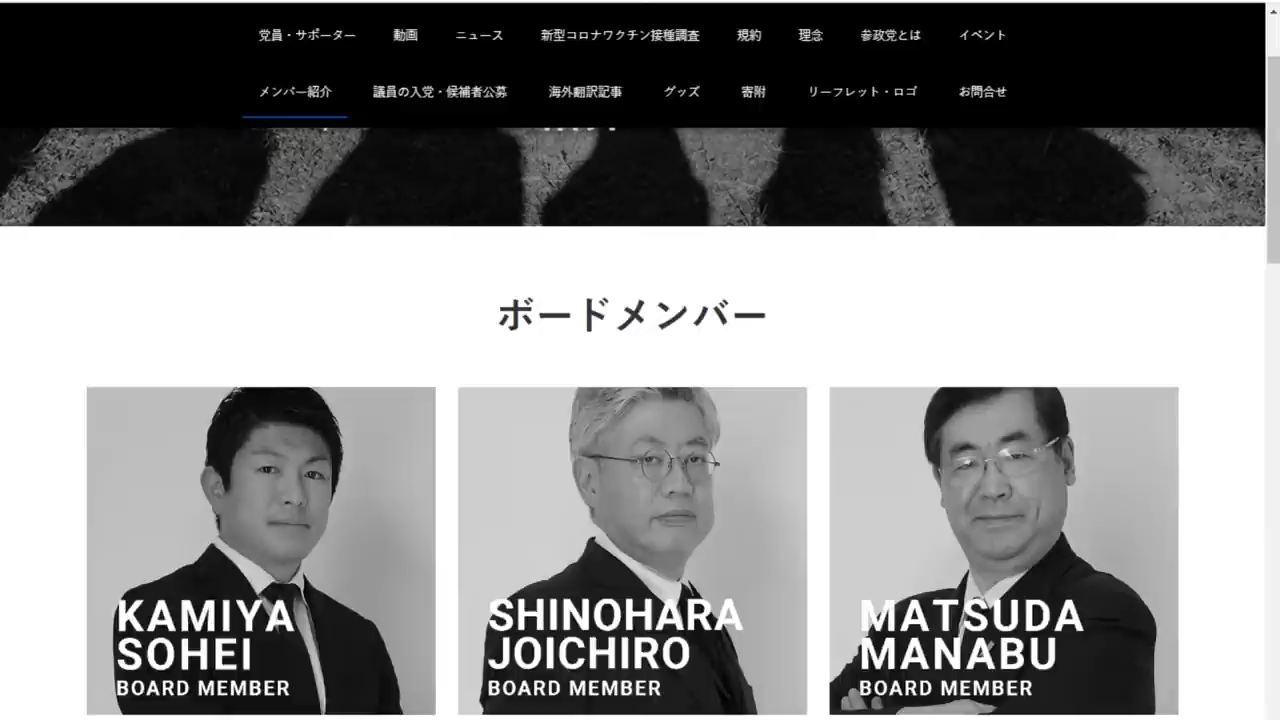 党員・サポーター 動画 ニュース 新型コロナワクチン接種調査 規約 理念 参政党とは イベント
メンバー紹介 議員の入党・候補者公募 海外翻訳記事 グッズ 寄附 リーフレット・ロゴ お問合せ
ボードメンバー
KAMIYA
SOHEI
BOARD MEMBER
SHINOHARA
JOICHIRO
BOARD MEMBER
MATSUDA
MANABU
BOARD MEMBER